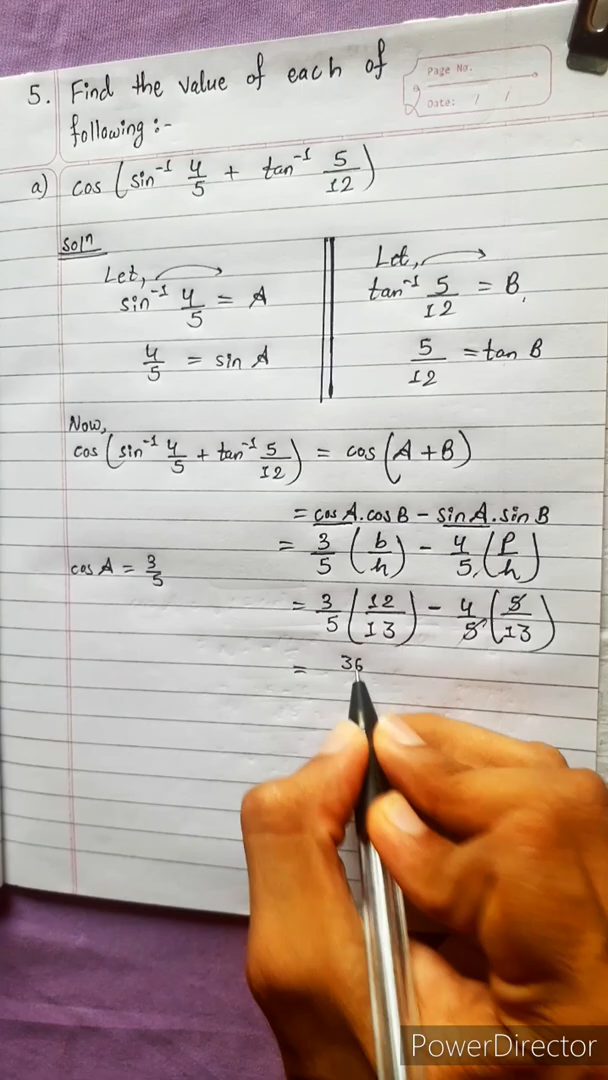 Page No.
Date: / /
5. Find the value of each of
following :-
a) cos (sin⁻¹ 4/5 + tan⁻¹ 5/12)
Solⁿ
Let,
sin⁻¹ 4/5 = A
4/5 = sin A
Let,
tan⁻¹ 5/12 = B,
5/12 = tan B
Now,
cos (sin⁻¹ 4/5 + tan⁻¹ 5/12) = cos (A + B)
= cos A. cos B - sin A. sin B
= 3/5 (b/h) - 4/5 (P/h)
cos A = 3/5
= 3/5 (12/13) - 4/5 (5/13)
= 36
PowerDirector